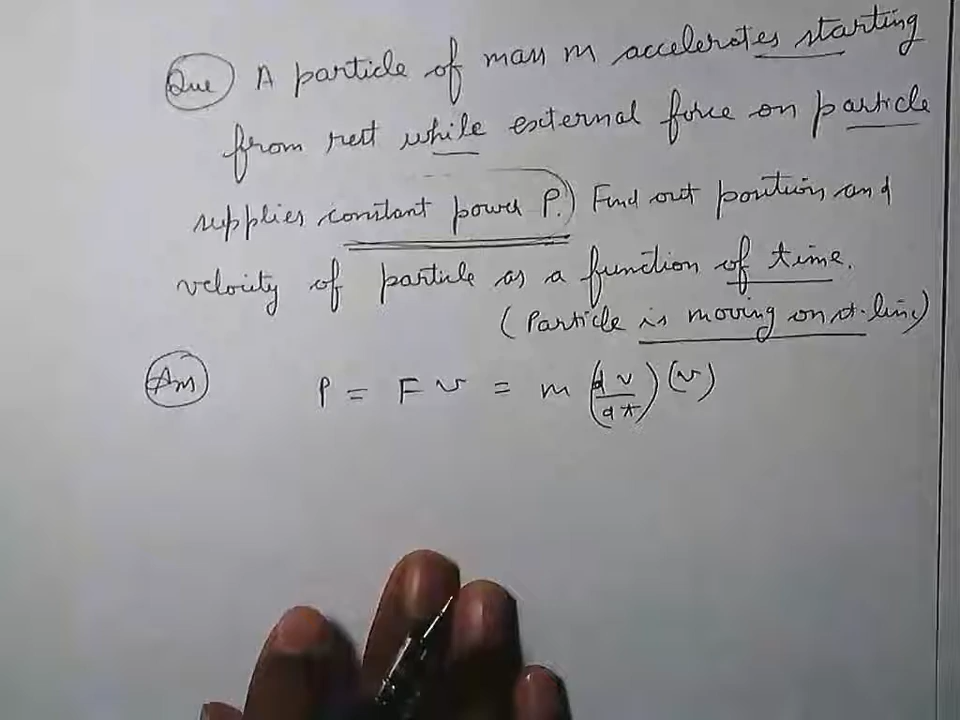 Que A particle of mass m accelerates starting
from rest while external force on particle
supplies constant power P. Find out position and
velocity of particle as a function of time.
(Particle is moving on st. line)
Ans P = F v = m (dv/dt) (v)